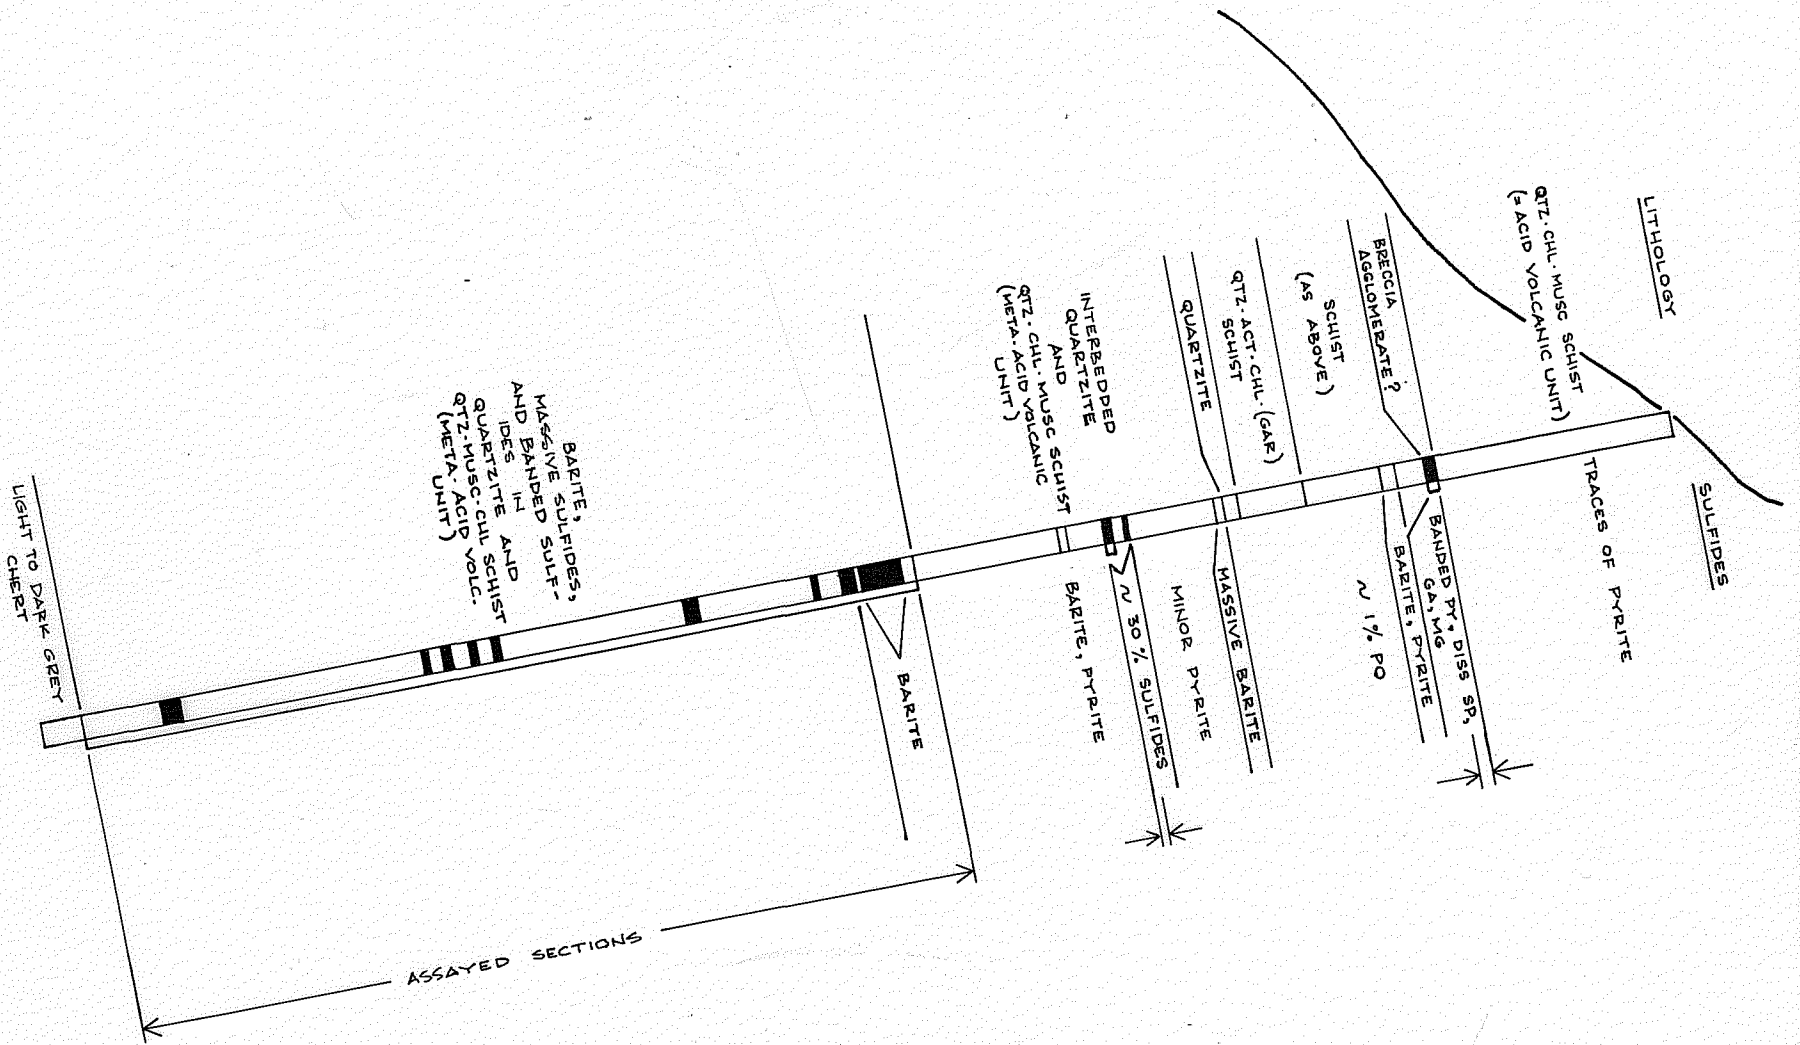 LITHOLOGY
QTZ-CHL-MUSC SCHIST
(= ACID VOLCANIC UNIT)
BRECCIA
AGGLOMERATE?
SCHIST
(AS ABOVE)
QTZ-ACT-CHL-(GAR)
SCHIST
QUARTZITE
INTERBEDDED
QUARTZITE
AND
QTZ-CHL-MUSC SCHIST
(META-ACID VOLCANIC
UNIT)
BARITE,
MASSIVE SULFIDES,
AND BANDED SULF-
IDES IN
QUARTZITE AND
QTZ-MUSC-CHL SCHIST
(META-ACID VOLC.
UNIT)
LIGHT TO DARK GREY
CHERT
SULFIDES
TRACES OF PYRITE
BANDED PY, DISS SP,
GA, MG
BARITE, PYRITE
~ 1% PO
MASSIVE BARITE
MINOR PYRITE
~ 30% SULFIDES
BARITE, PYRITE
BARITE
ASSAYED SECTIONS